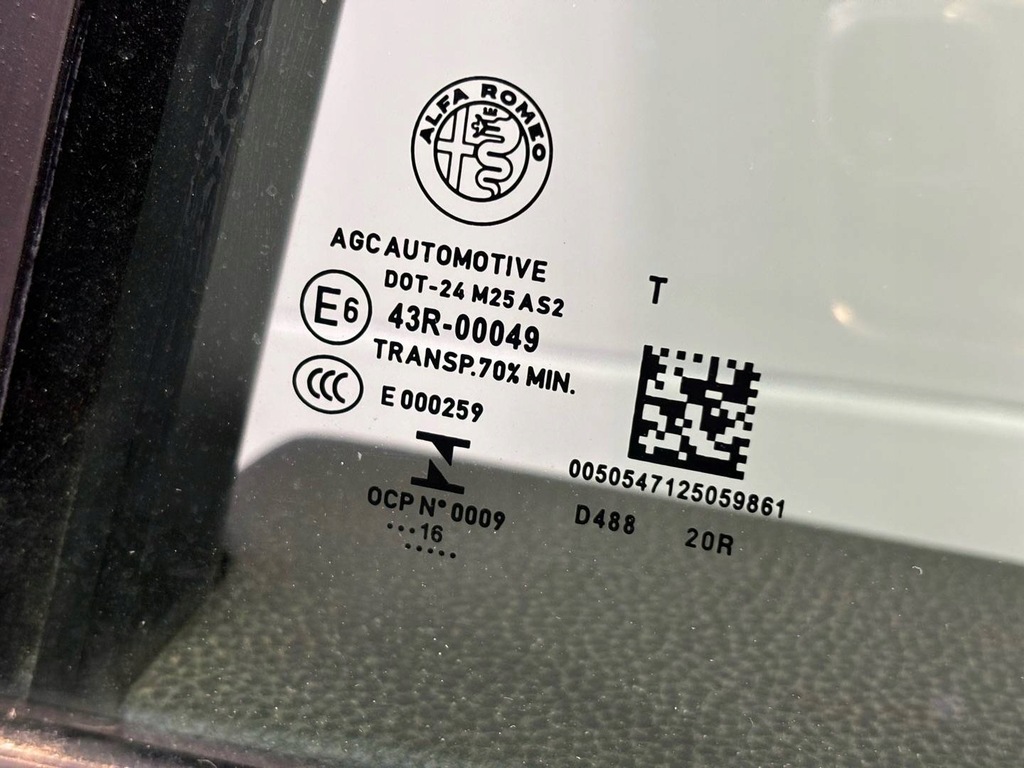 ALFA ROMEO
AGC AUTOMOTIVE
DOT-24 M25 AS2
E6
43R-00049
TRANSP.70% MIN.
CCC
E 000259
OCP N° 0009
...16
.....
T
0050547125059861
D488 20R